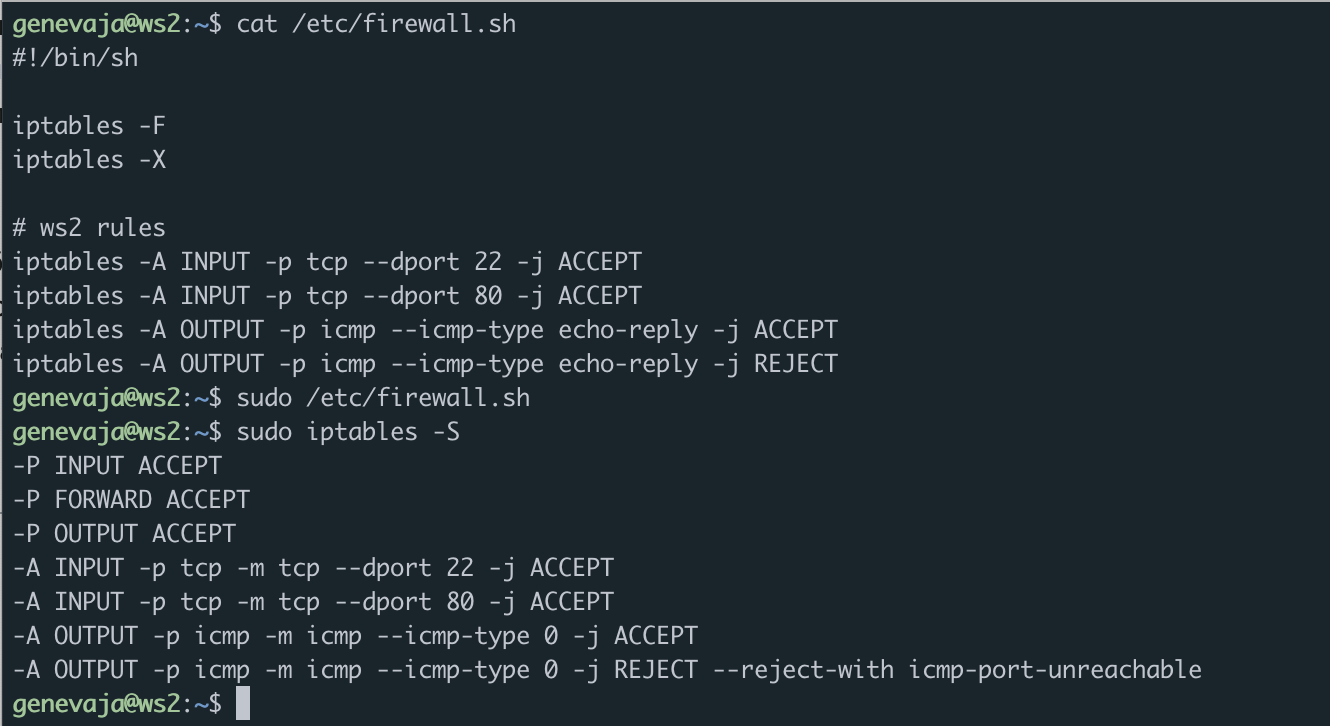 genevaja@ws2:~$ cat /etc/firewall.sh
#!/bin/sh
iptables -F
iptables -X
# ws2 rules
iptables -A INPUT -p tcp --dport 22 -j ACCEPT
iptables -A INPUT -p tcp --dport 80 -j ACCEPT
iptables -A OUTPUT -p icmp --icmp-type echo-reply -j ACCEPT
iptables -A OUTPUT -p icmp --icmp-type echo-reply -j REJECT
genevaja@ws2:~$ sudo /etc/firewall.sh
genevaja@ws2:~$ sudo iptables -S
-P INPUT ACCEPT
-P FORWARD ACCEPT
-P OUTPUT ACCEPT
-A INPUT -p tcp -m tcp --dport 22 -j ACCEPT
-A INPUT -p tcp -m tcp --dport 80 -j ACCEPT
-A OUTPUT -p icmp -m icmp --icmp-type 0 -j ACCEPT
-A OUTPUT -p icmp -m icmp --icmp-type 0 -j REJECT --reject-with icmp-port-unreachable
genevaja@ws2:~$